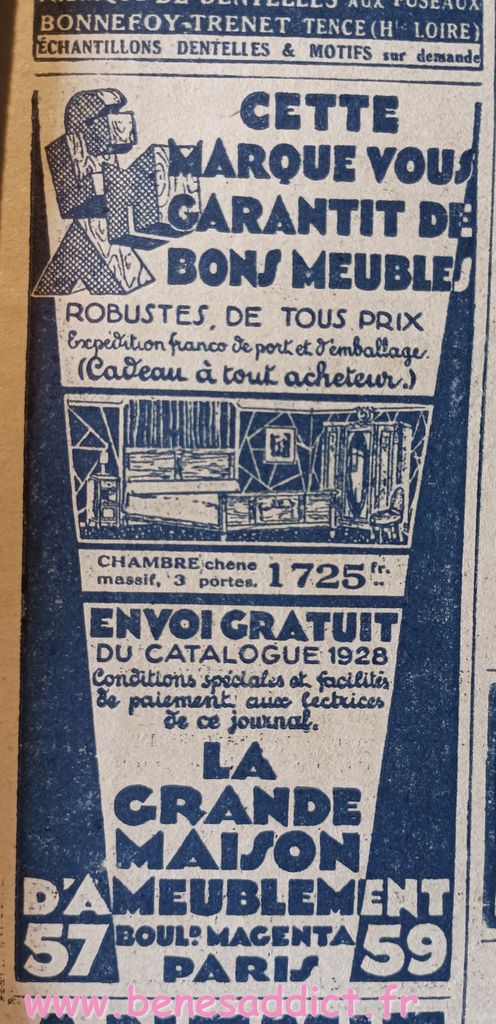 BONNEFOY-TRENET TENCE (Hte LOIRE)
ÉCHANTILLONS DENTELLES & MOTIFS sur demande
CETTE
MARQUE VOUS
GARANTIT DE
BONS MEUBLES
ROBUSTES, DE TOUS PRIX
Expédition franco de port et d'emballage.
(Cadeau à tout acheteur.)
CHAMBRE chene
massif, 3 portes. 1725 fr.
ENVOI GRATUIT
DU CATALOGUE 1928
Conditions spéciales et facilités
de paiement aux lectrices
de ce journal.
LA
GRANDE
MAISON
D'AMEUBLEMENT
57 BOULD MAGENTA 59
PARIS
www.benesaddict.fr